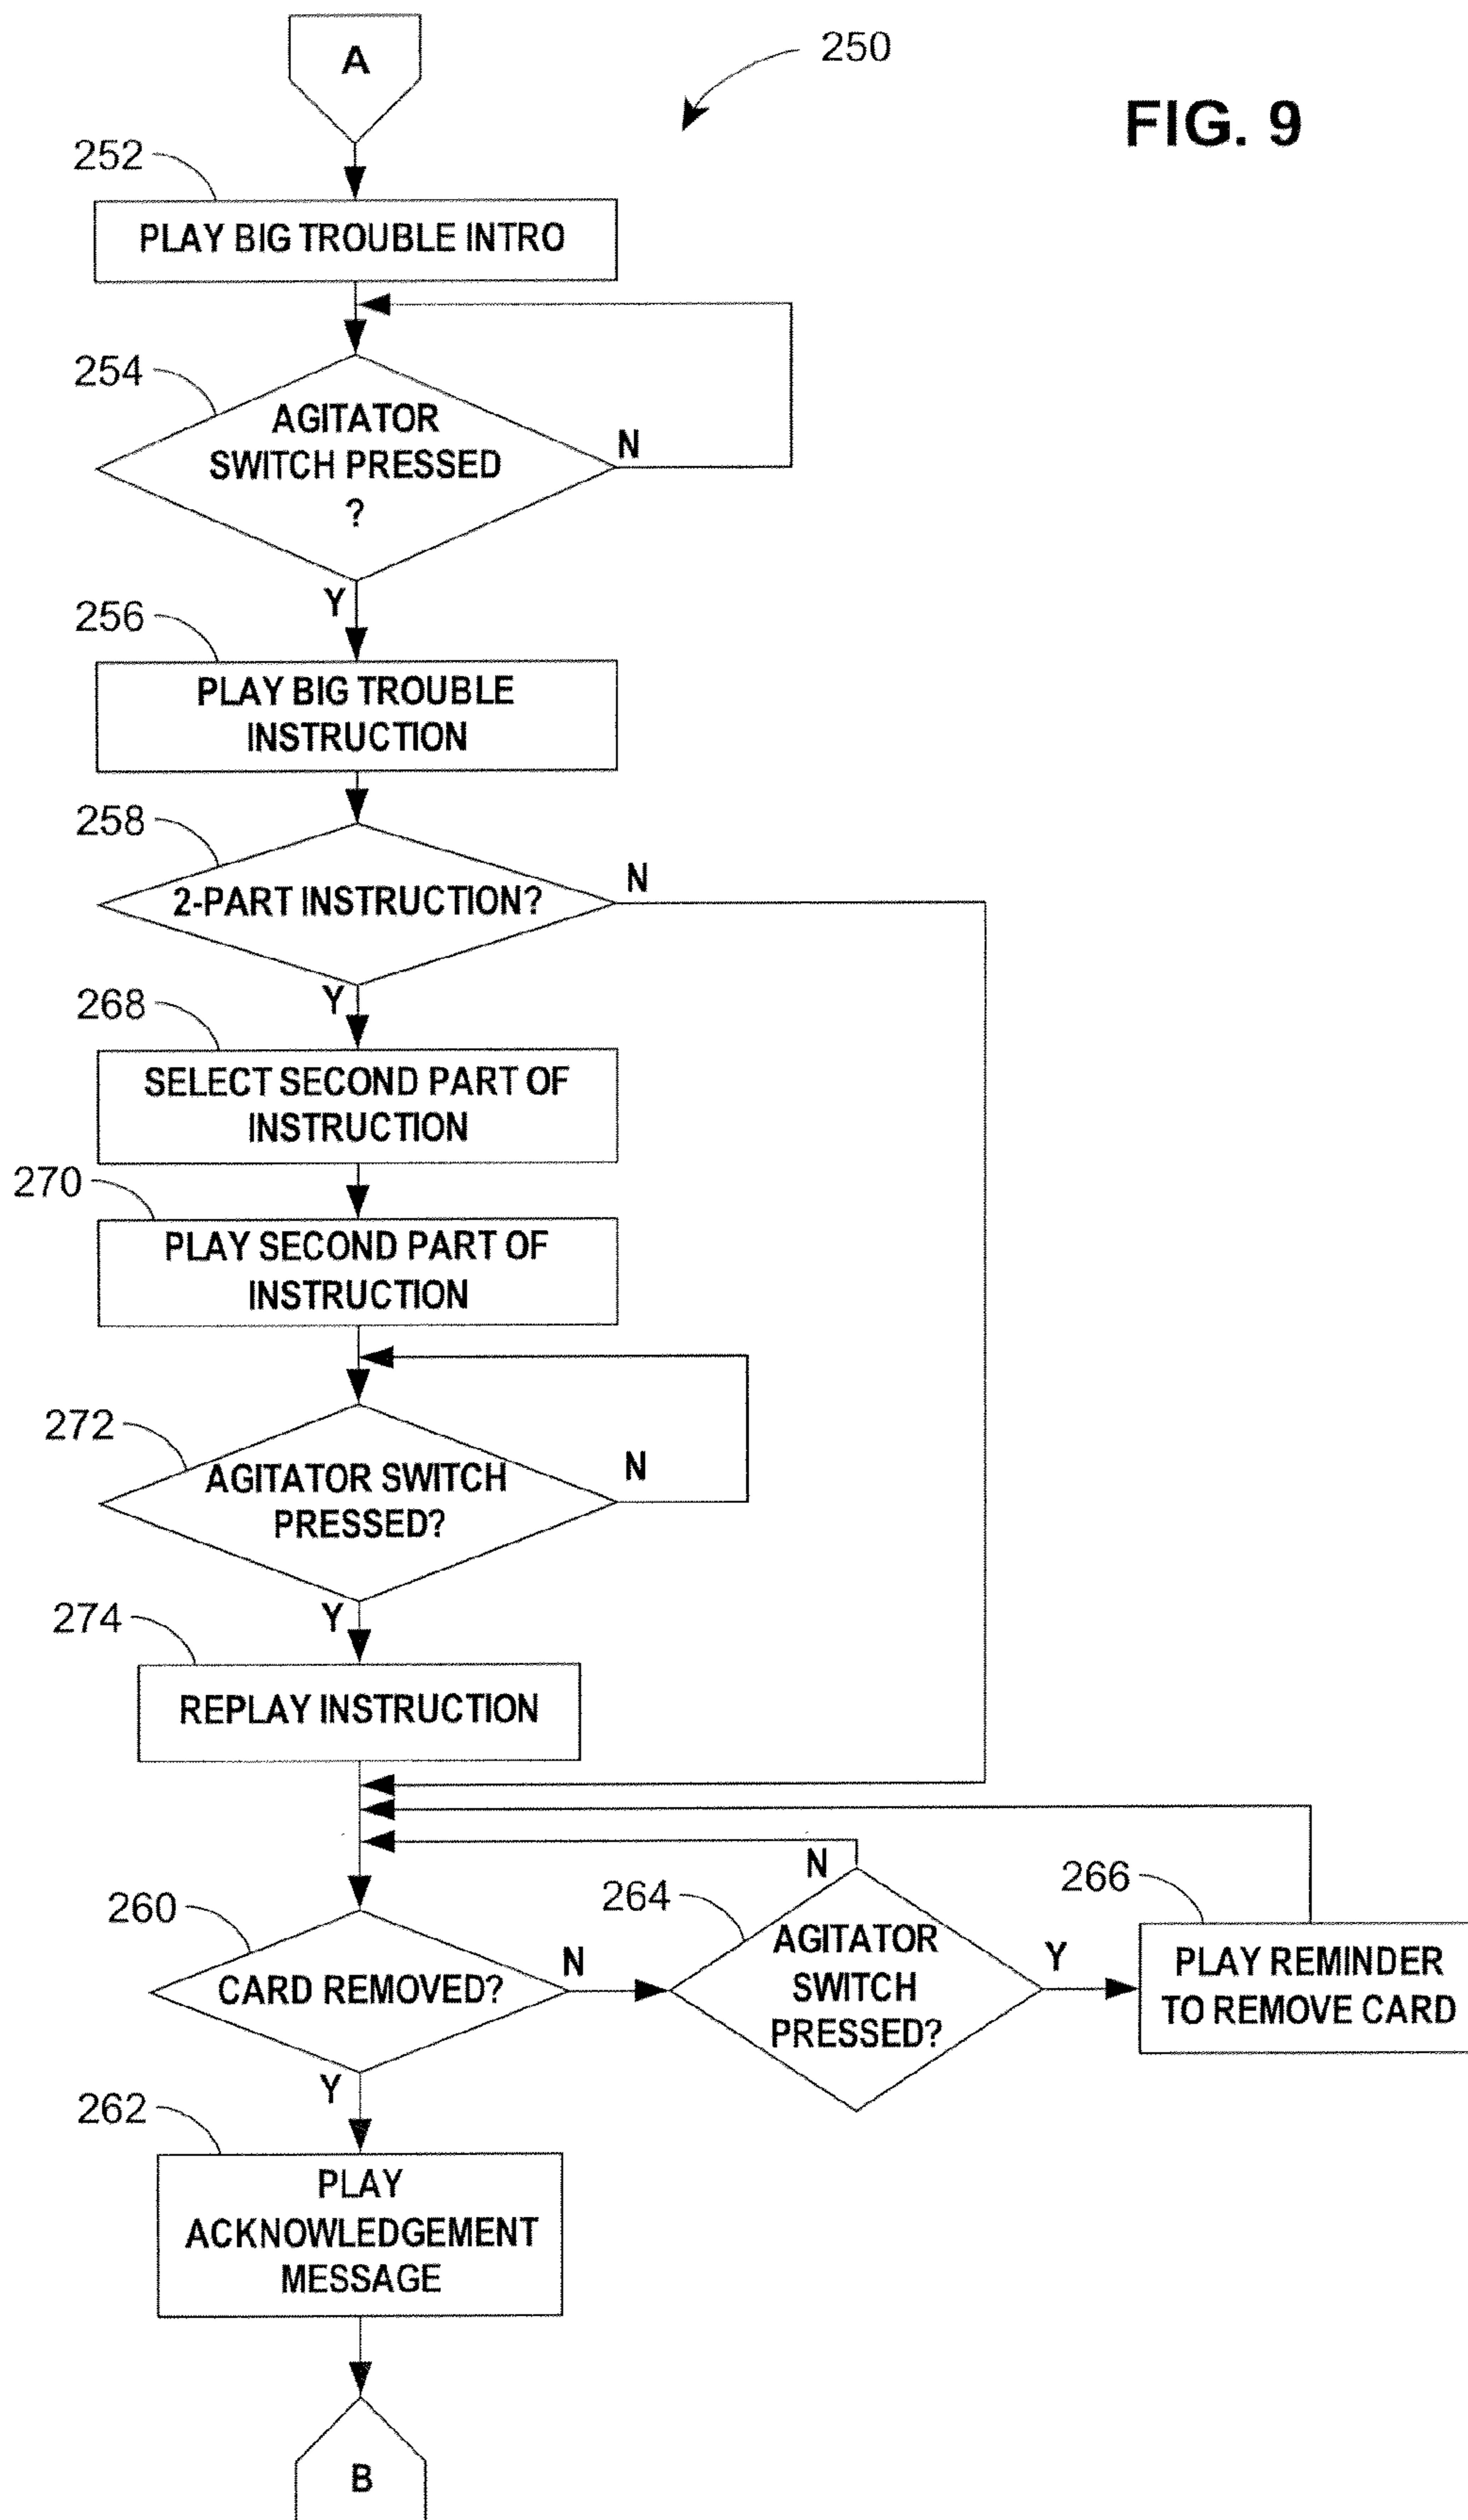 A
250
FIG. 9
252
PLAY BIG TROUBLE INTRO
254
AGITATOR
SWITCH PRESSED
?
N
Y
256
PLAY BIG TROUBLE
INSTRUCTION
258
2-PART INSTRUCTION?
N
Y
268
SELECT SECOND PART OF
INSTRUCTION
270
PLAY SECOND PART OF
INSTRUCTION
272
AGITATOR SWITCH
PRESSED?
N
Y
274
REPLAY INSTRUCTION
260
CARD REMOVED?
N
Y
264
AGITATOR
SWITCH
PRESSED?
N
Y
266
PLAY REMINDER
TO REMOVE CARD
262
PLAY
ACKNOWLEDGEMENT
MESSAGE
B